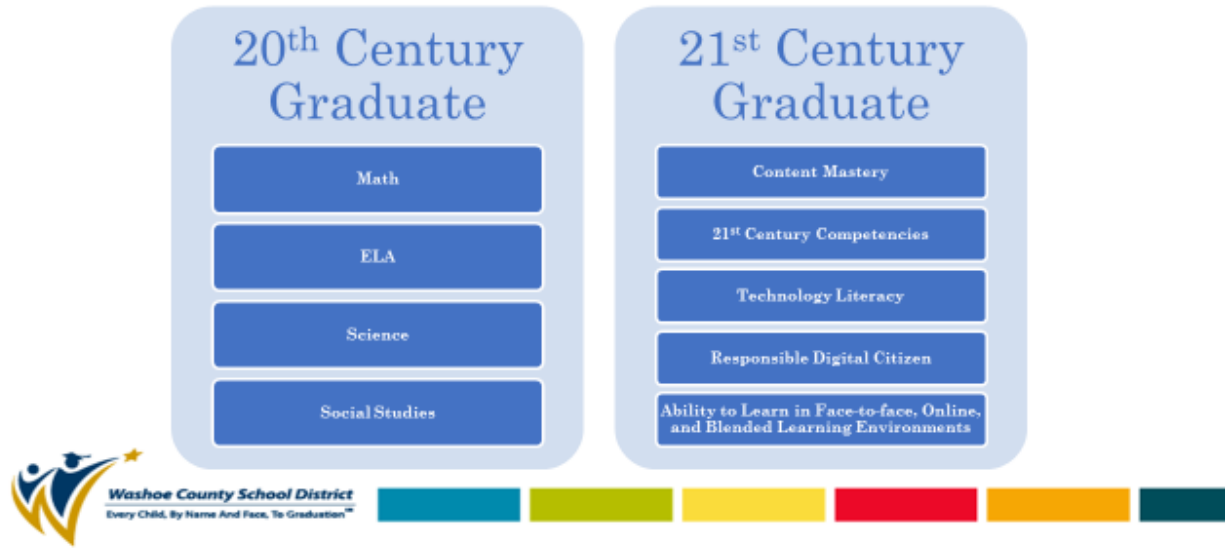 20th Century
Graduate
Math
ELA
Science
Social Studies
21st Century
Graduate
Content Mastery
21st Century Competencies
Technology Literacy
Responsible Digital Citizen
Ability to Learn in Face-to-face, Online,
and Blended Learning Environments
Washoe County School District
Every Child, By Name And Face, To Graduation™